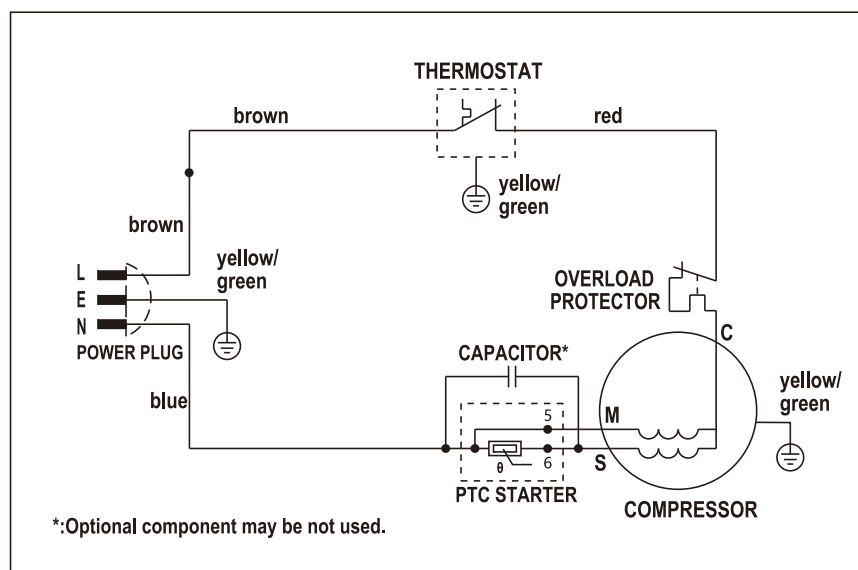 THERMOSTAT
brown
red
yellow/
green
brown
yellow/
green
L
E
N
POWER PLUG
OVERLOAD
PROTECTOR
C
CAPACITOR*
yellow/
green
blue
5
M
θ
6
S
PTC STARTER
COMPRESSOR
*:Optional component may be not used.